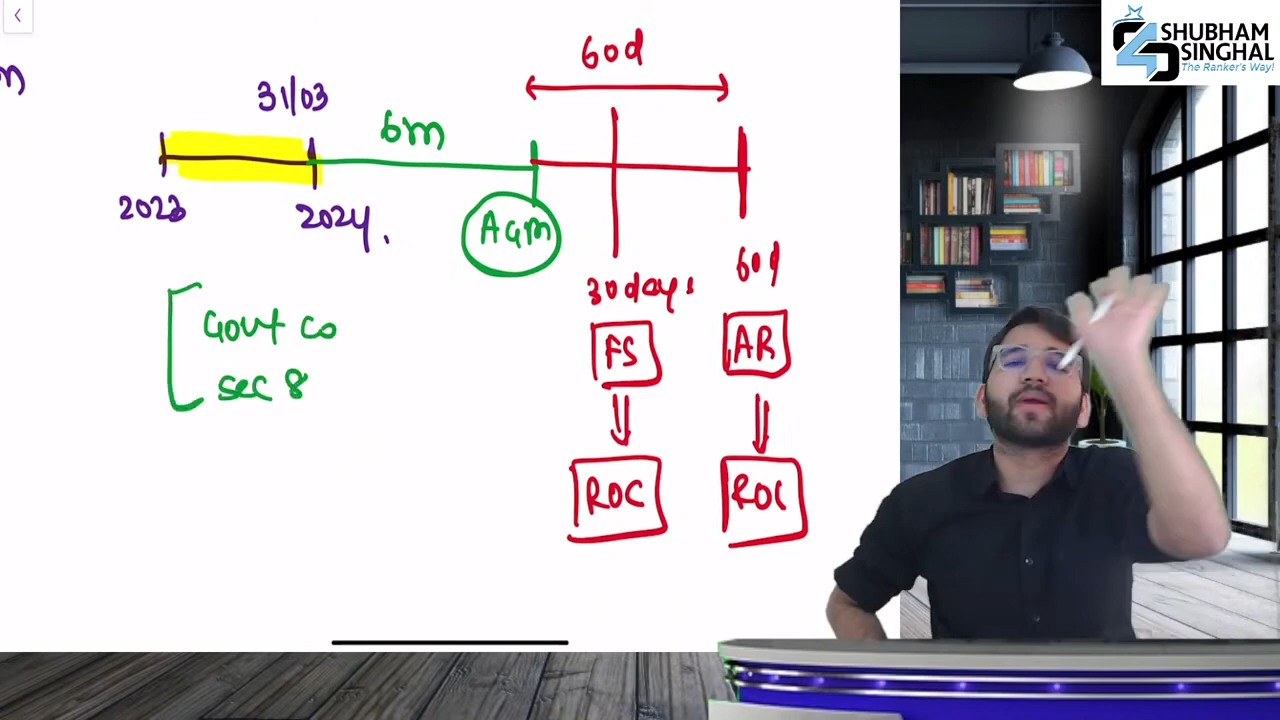 SHUBHAM
SINGHAL
The Ranker's Way!
60d
31/03
6m
2023
2024.
AGM
30days
60d
Govt co
sec 8
FS
AR
ROC
ROC